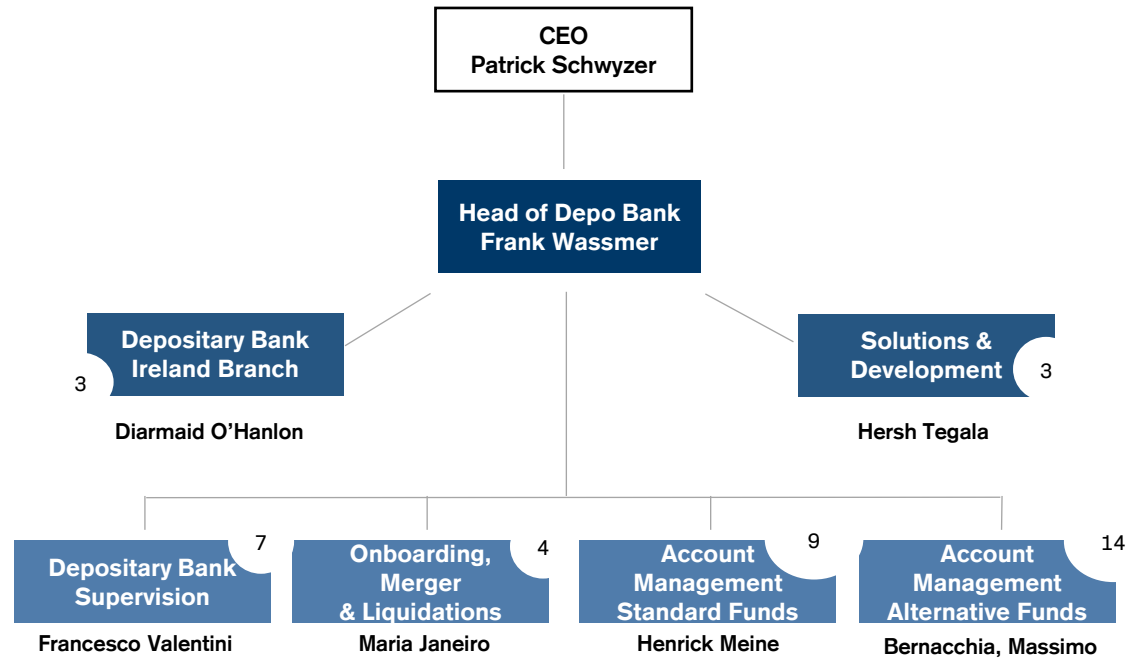 CEO
Patrick Schwyzer
Head of Depo Bank
Frank Wassmer
Depositary Bank
Ireland Branch
3
Diarmaid O'Hanlon
Solutions &
Development
3
Hersh Tegala
Depositary Bank
Supervision
7
Francesco Valentini
Onboarding,
Merger
& Liquidations
4
Maria Janeiro
Account
Management
Standard Funds
9
Henrick Meine
Account
Management
Alternative Funds
14
Bernacchia, Massimo